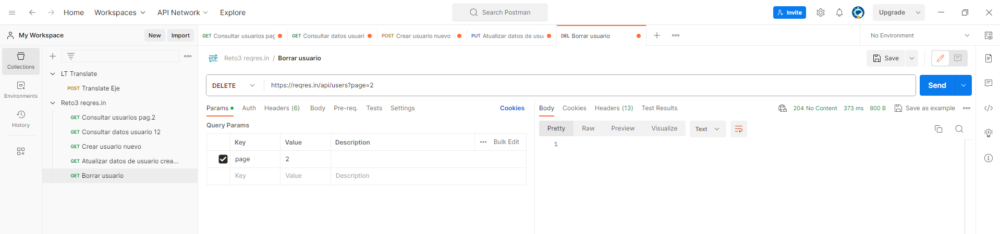 Home Workspaces API Network Explore Search Postman Invite Upgrade
My Workspace New Import
GET Consultar usuarios pag
GET Consultar datos usuari
POST Crear usuario nuevo
PUT Atualizar datos de usu
DEL Borrar usuario
No Environment
Collections
Environments
History
LT Translate
POST Translate Eje
Reto3 reqres.in
GET Consultar usuarios pag.2
GET Consultar datos usuario 12
GET Crear usuario nuevo
GET Atualizar datos de usuario crea...
GET Borrar usuario
HTTP Reto3 reqres.in / Borrar usuario
Save
DELETE https://reqres.in/api/users?page=2
Send
Params Auth Headers (6) Body Pre-req. Tests Settings Cookies
Query Params
Key Value Description Bulk Edit
page 2
Key Value Description
Body Cookies Headers (13) Test Results 204 No Content 373 ms 800 B Save as example
Pretty Raw Preview Visualize Text
1